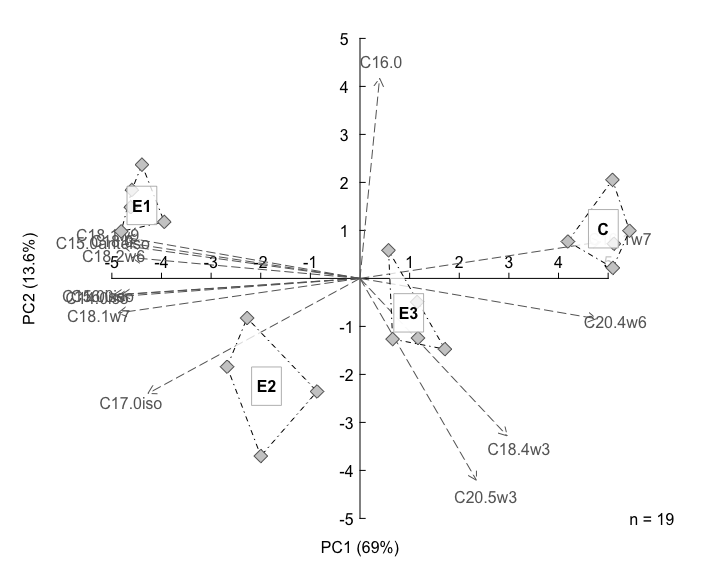 5
C16.0
4
3
2
E1
1
C
C15.0anteiso
C18.2w6
-5 -4 -3 -2 -1 1 2 3 4 5
C18.1w7
-1
E3
C20.4w6
-2
E2
C17.0iso
-3
C18.4w3
-4
C20.5w3
-5
n = 19
PC1 (69%)
PC2 (13.6%)